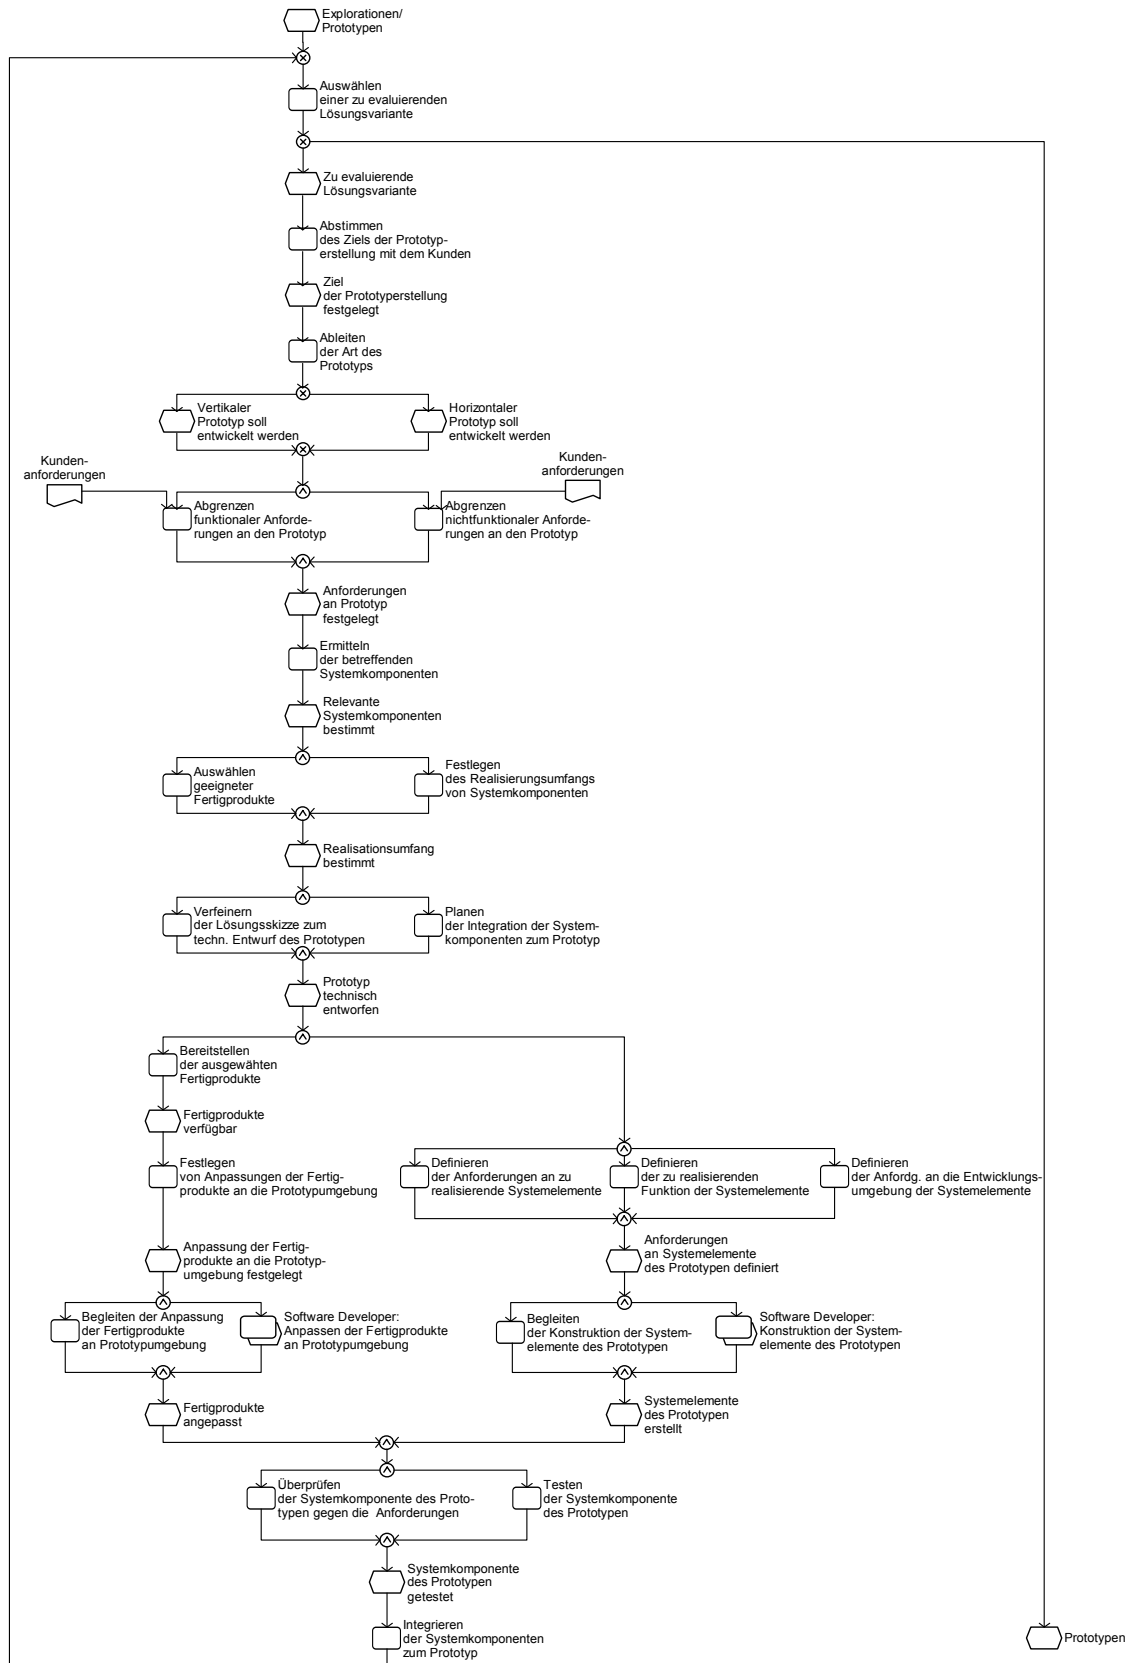 Explorationen/
Prototypen
Auswählen
einer zu evaluierenden
Lösungsvariante
Zu evaluierende
Lösungsvariante
Abstimmen
des Ziels der Prototyp-
erstellung mit dem Kunden
Ziel
der Prototyperstellung
festgelegt
Ableiten
der Art des
Prototyps
Vertikaler
Prototyp soll
entwickelt werden
Horizontaler
Prototyp soll
entwickelt werden
Kunden-
anforderungen
Kunden-
anforderungen
Abgrenzen
funktionaler Anforde-
rungen an den Prototyp
Abgrenzen
nichtfunktionaler Anforde-
rungen an den Prototyp
Anforderungen
an Prototyp
festgelegt
Ermitteln
der betreffenden
Systemkomponenten
Relevante
Systemkomponenten
bestimmt
Auswählen
geeigneter
Fertigprodukte
Festlegen
des Realisierungsumfangs
von Systemkomponenten
Realisationsumfang
bestimmt
Verfeinern
der Lösungsskizze zum
techn. Entwurf des Prototypen
Planen
der Integration der System-
komponenten zum Prototyp
Prototyp
technisch
entworfen
Bereitstellen
der ausgewähten
Fertigprodukte
Fertigprodukte
verfügbar
Festlegen
von Anpassungen der Fertig-
produkte an die Prototypumgebung
Definieren
der Anforderungen an zu
realisierende Systemelemente
Definieren
der zu realisierenden
Funktion der Systemelemente
Definieren
der Anfordg. an die Entwicklungs-
umgebung der Systemelemente
Anpassung der Fertig-
produkte an die Prototyp-
umgebung festgelegt
Anforderungen
an Systemelemente
des Prototypen definiert
Begleiten der Anpassung
der Fertigprodukte
an Prototypumgebung
Software Developer:
Anpassen der Fertigprodukte
an Prototypumgebung
Begleiten
der Konstruktion der System-
elemente des Prototypen
Software Developer:
Konstruktion der System-
elemente des Prototypen
Fertigprodukte
angepasst
Systemelemente
des Prototypen
erstellt
Überprüfen
der Systemkomponente des Proto-
typen gegen die Anforderungen
Testen
der Systemkomponente
des Prototypen
Systemkomponente
des Prototypen
getestet
Integrieren
der Systemkomponenten
zum Prototyp
Prototypen